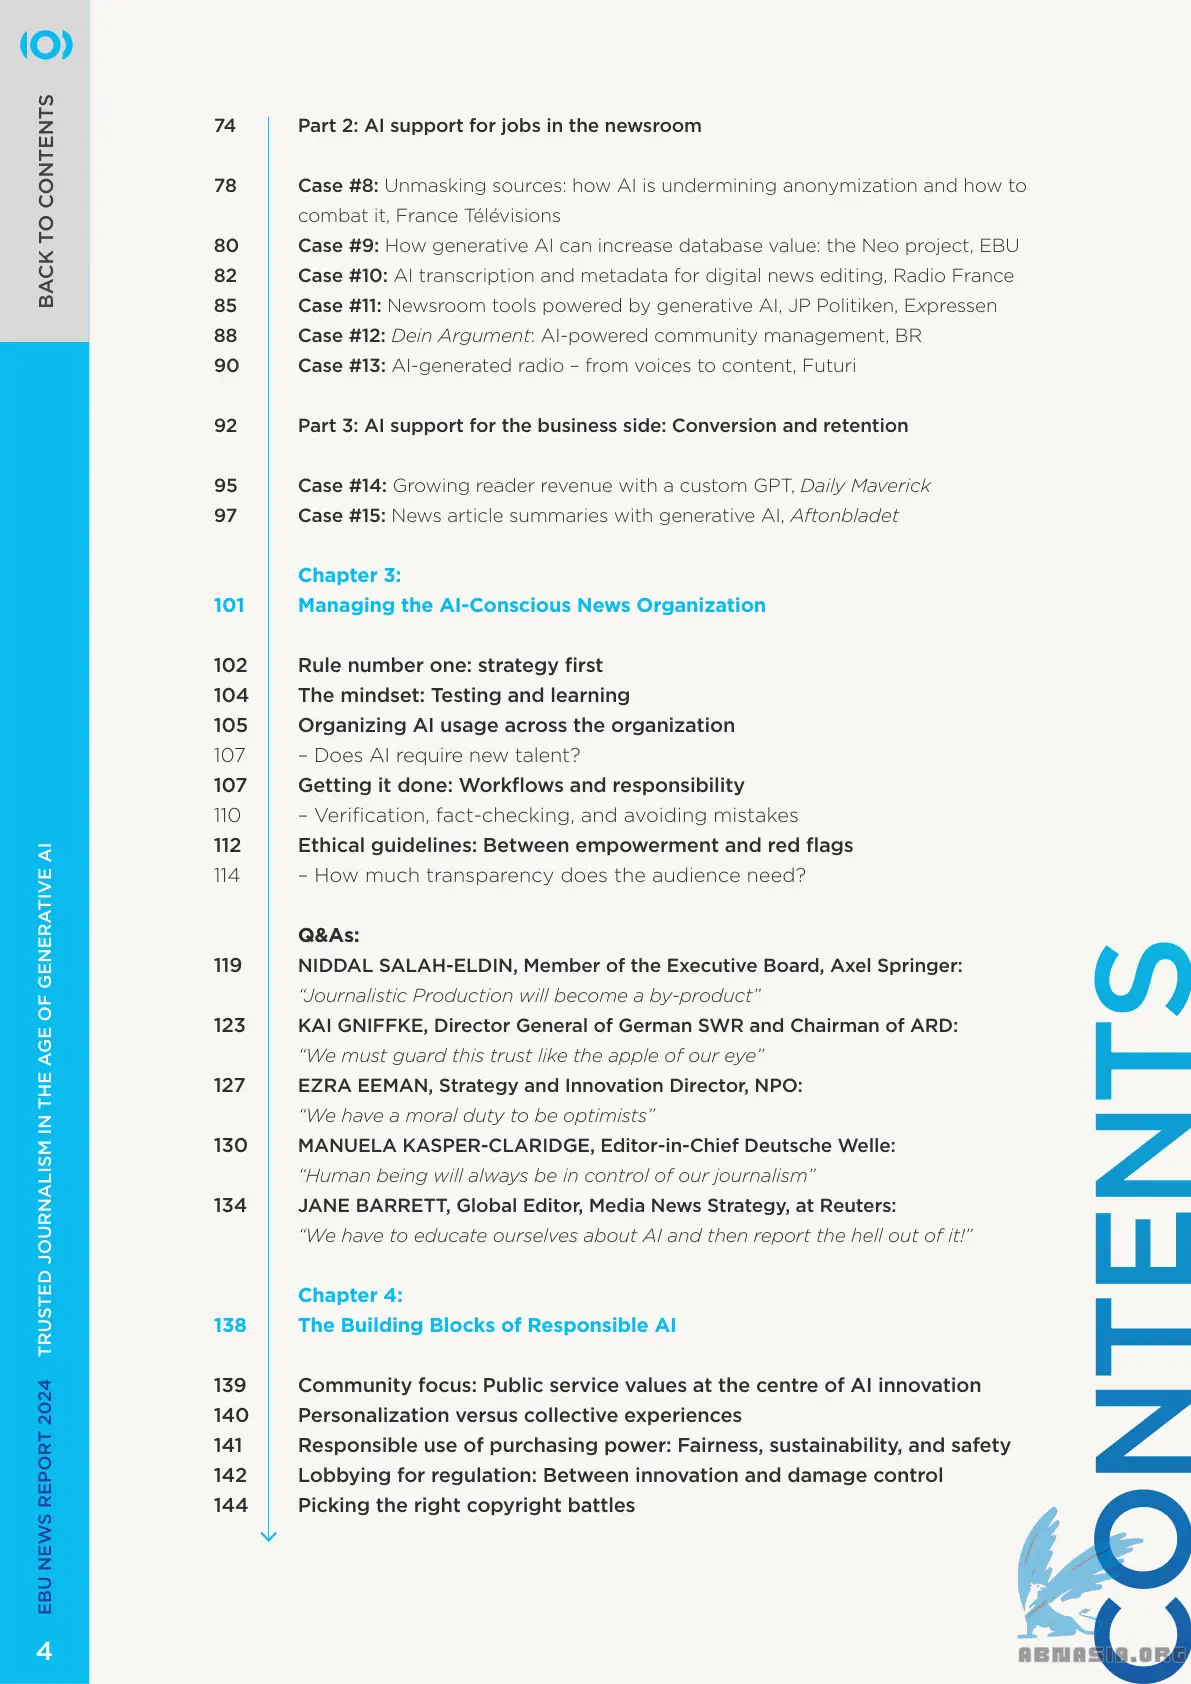 BACK TO CONTENTS
74 Part 2: AI support for jobs in the newsroom
78 Case #8: Unmasking sources: how AI is undermining anonymization and how to
combat it, France Télévisions
80 Case #9: How generative AI can increase database value: the Neo project, EBU
82 Case #10: AI transcription and metadata for digital news editing, Radio France
85 Case #11: Newsroom tools powered by generative AI, JP Politiken, Expressen
88 Case #12: Dein Argument: AI-powered community management, BR
90 Case #13: AI-generated radio – from voices to content, Futuri
92 Part 3: AI support for the business side: Conversion and retention
95 Case #14: Growing reader revenue with a custom GPT, Daily Maverick
97 Case #15: News article summaries with generative AI, Aftonbladet
Chapter 3:
101 Managing the AI-Conscious News Organization
102 Rule number one: strategy first
104 The mindset: Testing and learning
105 Organizing AI usage across the organization
107 – Does AI require new talent?
107 Getting it done: Workflows and responsibility
110 – Verification, fact-checking, and avoiding mistakes
112 Ethical guidelines: Between empowerment and red flags
114 – How much transparency does the audience need?
Q&As:
119 NIDDAL SALAH-ELDIN, Member of the Executive Board, Axel Springer:
“Journalistic Production will become a by-product”
123 KAI GNIFFKE, Director General of German SWR and Chairman of ARD:
“We must guard this trust like the apple of our eye”
127 EZRA EEMAN, Strategy and Innovation Director, NPO:
“We have a moral duty to be optimists”
130 MANUELA KASPER-CLARIDGE, Editor-in-Chief Deutsche Welle:
“Human being will always be in control of our journalism”
134 JANE BARRETT, Global Editor, Media News Strategy, at Reuters:
“We have to educate ourselves about AI and then report the hell out of it!”
Chapter 4:
138 The Building Blocks of Responsible AI
139 Community focus: Public service values at the centre of AI innovation
140 Personalization versus collective experiences
141 Responsible use of purchasing power: Fairness, sustainability, and safety
142 Lobbying for regulation: Between innovation and damage control
144 Picking the right copyright battles
EBU NEWS REPORT 2024 TRUSTED JOURNALISM IN THE AGE OF GENERATIVE AI
4
CONTENTS
ABNASIA.ORG